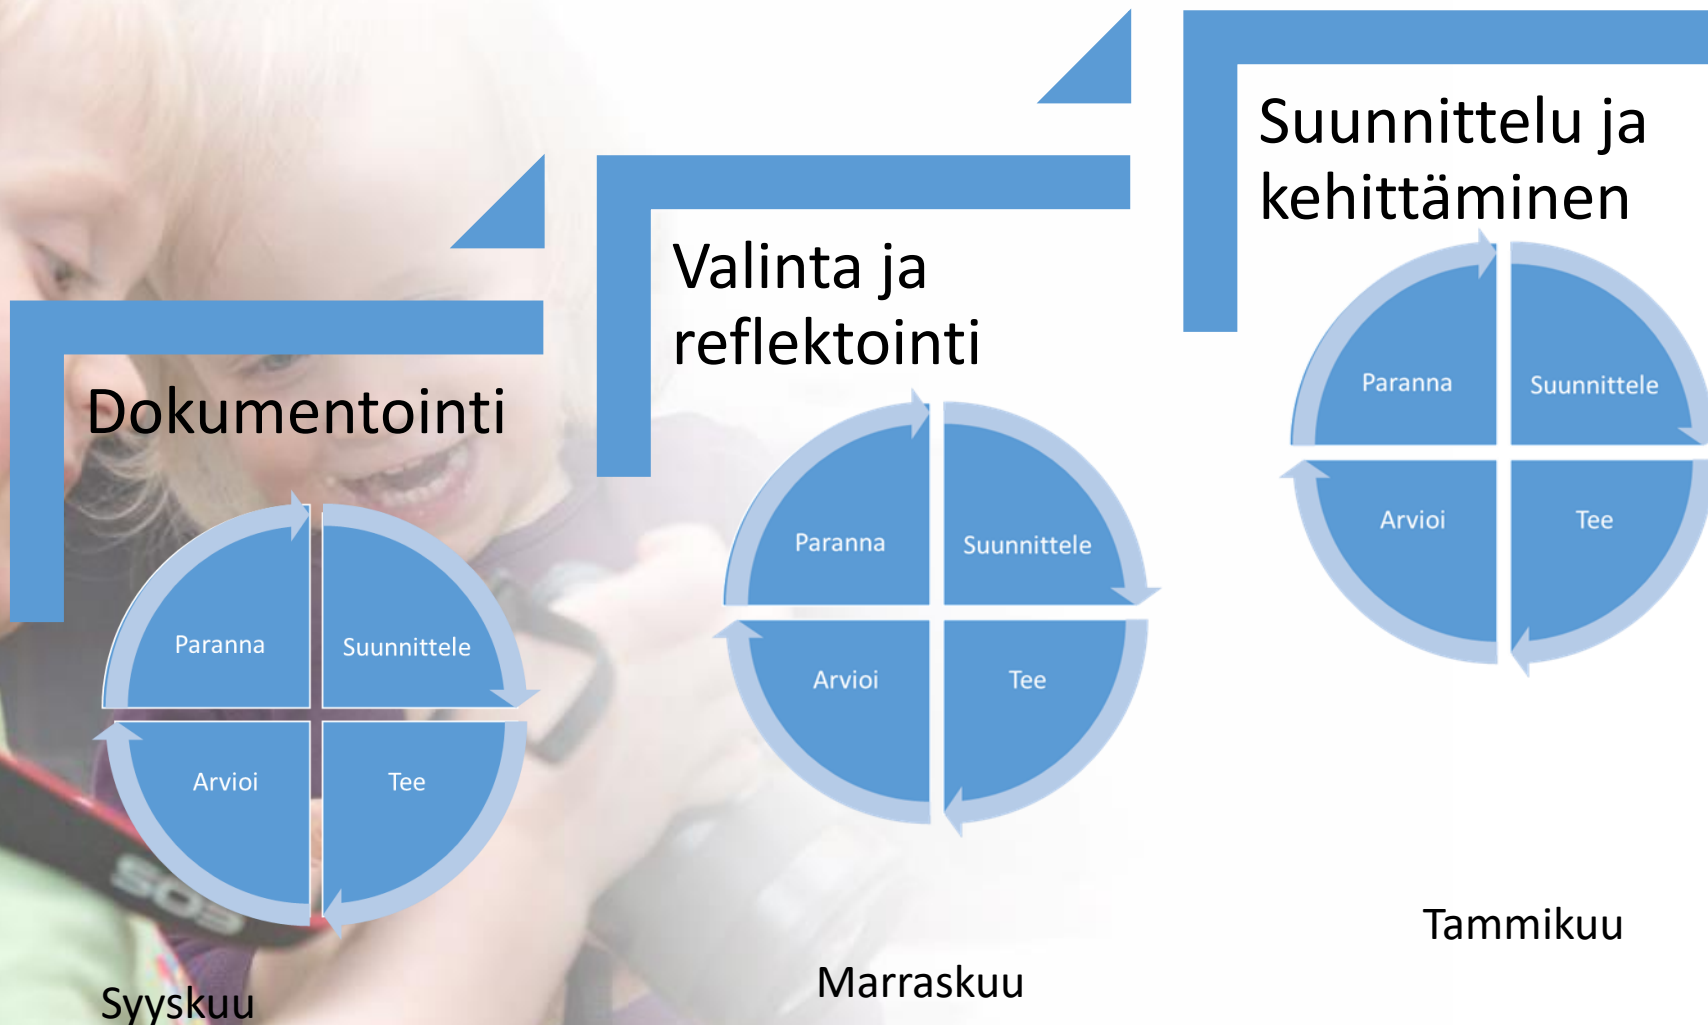 Dokumentointi
Paranna
Suunnittele
Arvioi
Tee
Syyskuu
Valinta ja
reflektointi
Paranna
Suunnittele
Arvioi
Tee
Marraskuu
Suunnittelu ja
kehittäminen
Paranna
Suunnittele
Arvioi
Tee
Tammikuu
EOS